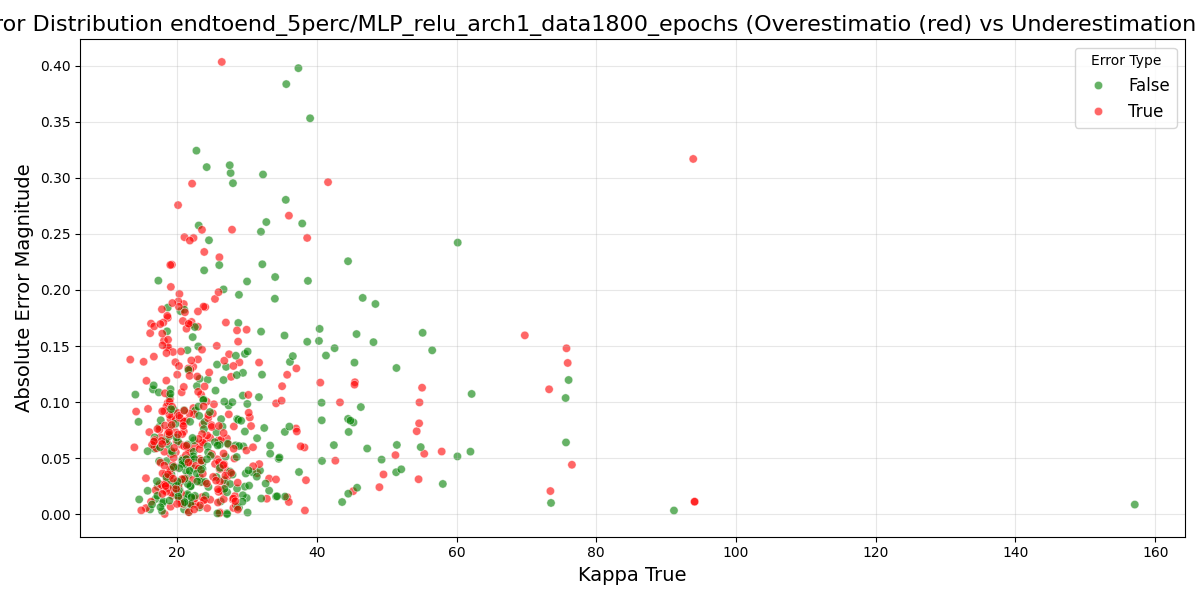 ror Distribution endtoend_5perc/MLP_relu_arch1_data1800_epochs (Overestimatio (red) vs Underestimation
Error Type
False
True
0.40
0.35
0.30
0.25
0.20
0.15
0.10
0.05
0.00
Absolute Error Magnitude
20 40 60 80 100 120 140 160
Kappa True